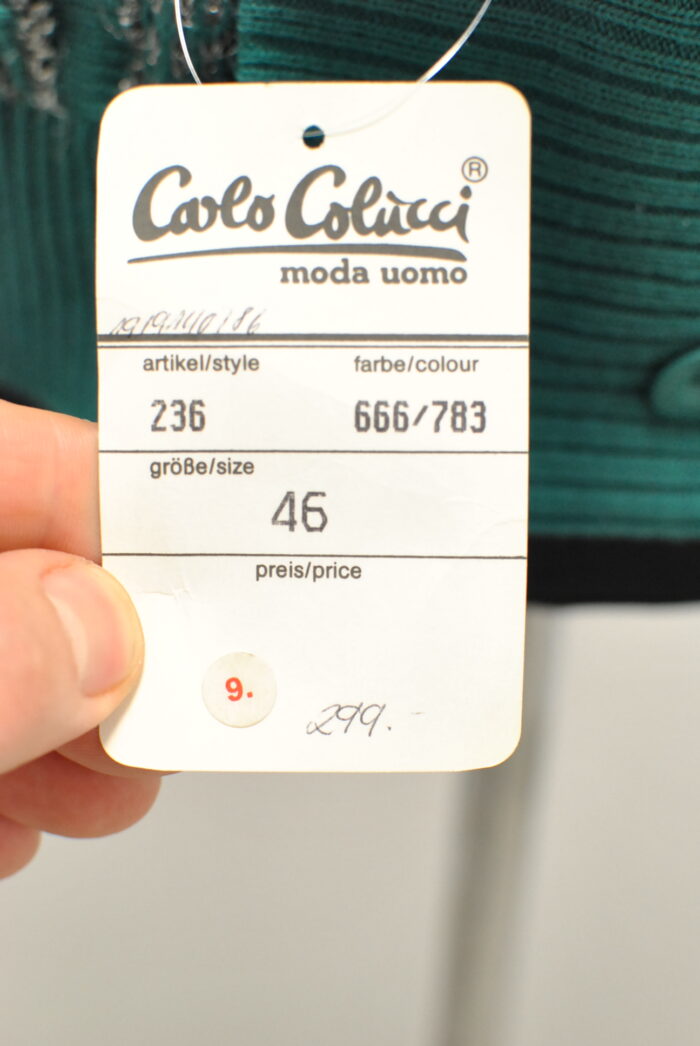 Carlo Colucci ®
moda uomo
artikel/style farbe/colour
236 666/783
größe/size
46
preis/price
9.
299.-